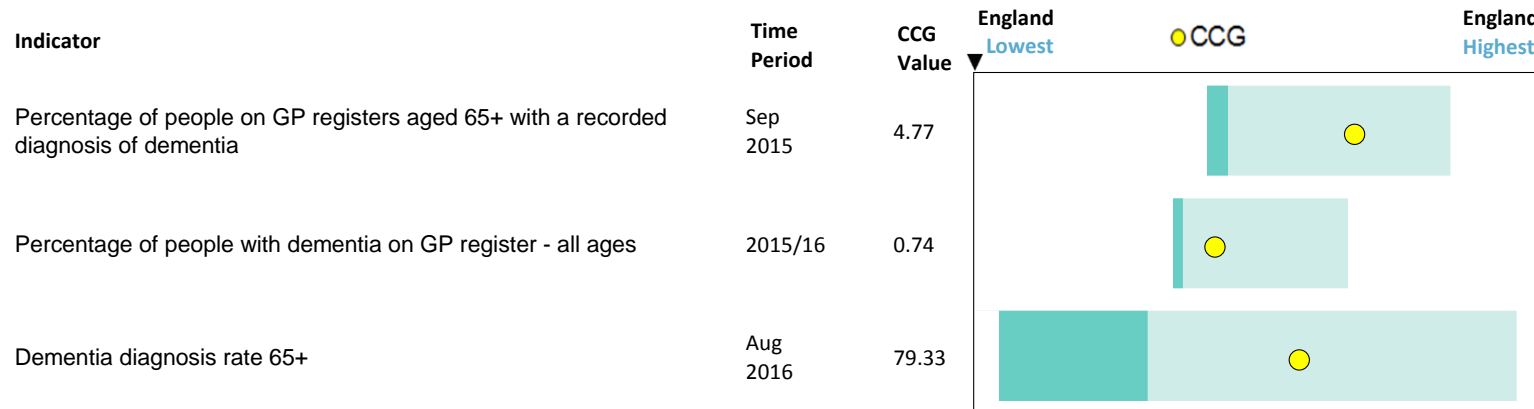 Indicator
Time
Period
CCG
Value
England
Lowest
CCG
England
Highest
Percentage of people on GP registers aged 65+ with a recorded
diagnosis of dementia
Sep
2015
4.77
Percentage of people with dementia on GP register - all ages
2015/16
0.74
Dementia diagnosis rate 65+
Aug
2016
79.33